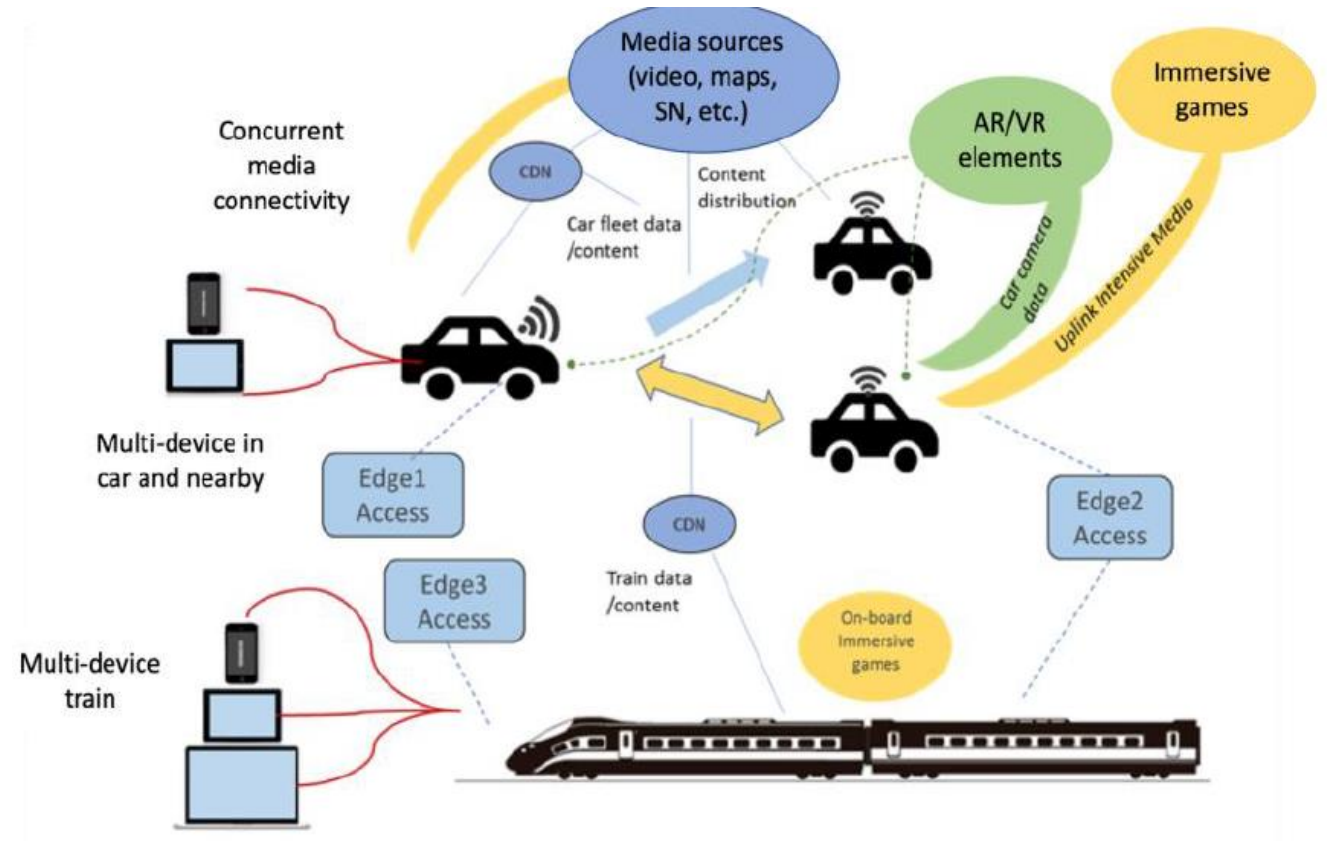 Media sources
(video, maps,
SN, etc.)
Immersive
games
AR/VR
elements
Concurrent
media
connectivity
CDN
Content
distribution
Car fleet data
/content
Car camera
data
Uplink Intensive Media
Multi-device in
car and nearby
Edge1
Access
Edge2
Access
CDN
Edge3
Access
Train data
/content
On-board
Immersive
games
Multi-device
train